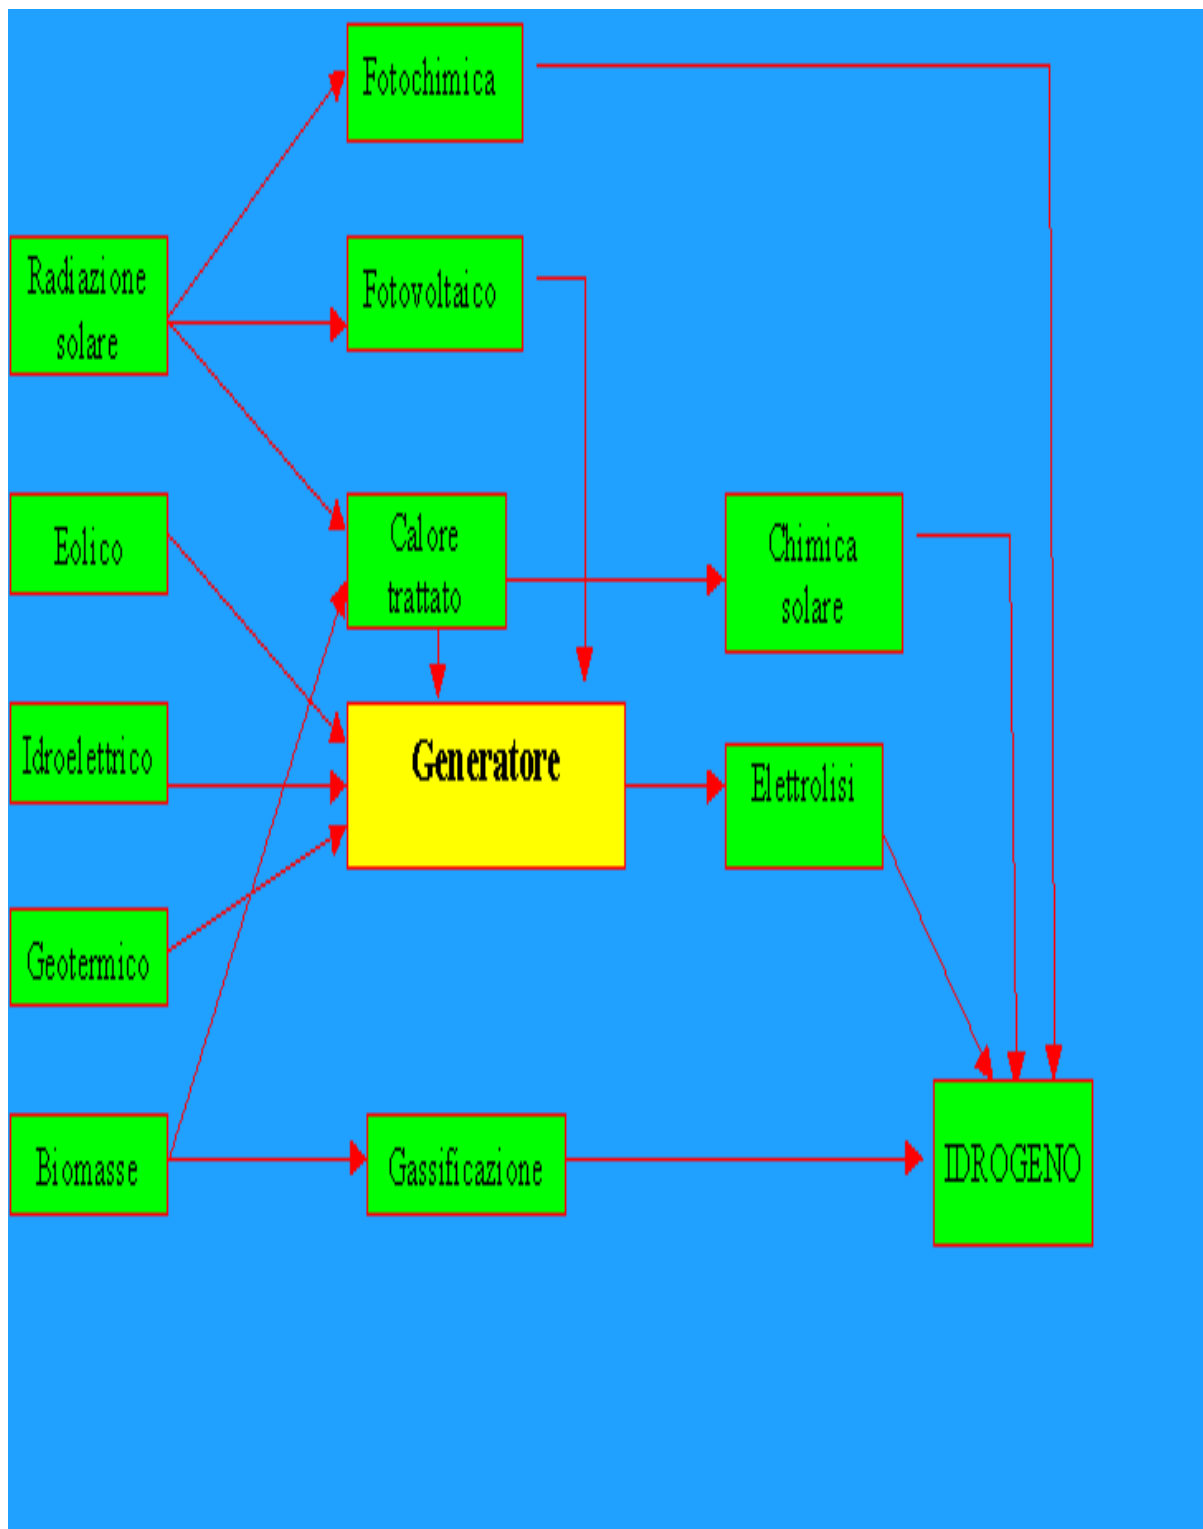 Fotochimica
Radiazione
solare
Fotovoltaico
Eolico
Calore
trattato
Chimica
solare
Idroelettrico
Generatore
Elettrolisi
Geotermico
Biomasse
Gassificazione
IDROGENO